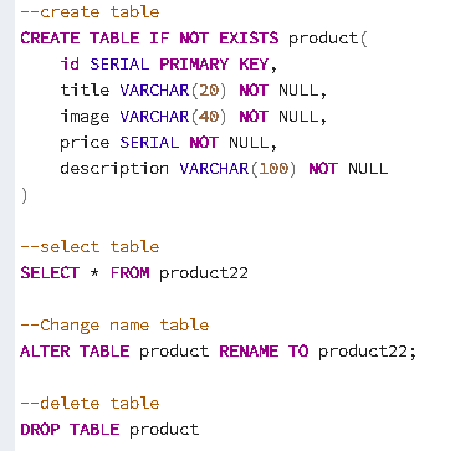 --create table
CREATE TABLE IF NOT EXISTS product(
id SERIAL PRIMARY KEY,
title VARCHAR(20) NOT NULL,
image VARCHAR(40) NOT NULL,
price SERIAL NOT NULL,
description VARCHAR(100) NOT NULL
)
--select table
SELECT * FROM product22
--Change name table
ALTER TABLE product RENAME TO product22;
--delete table
DROP TABLE product